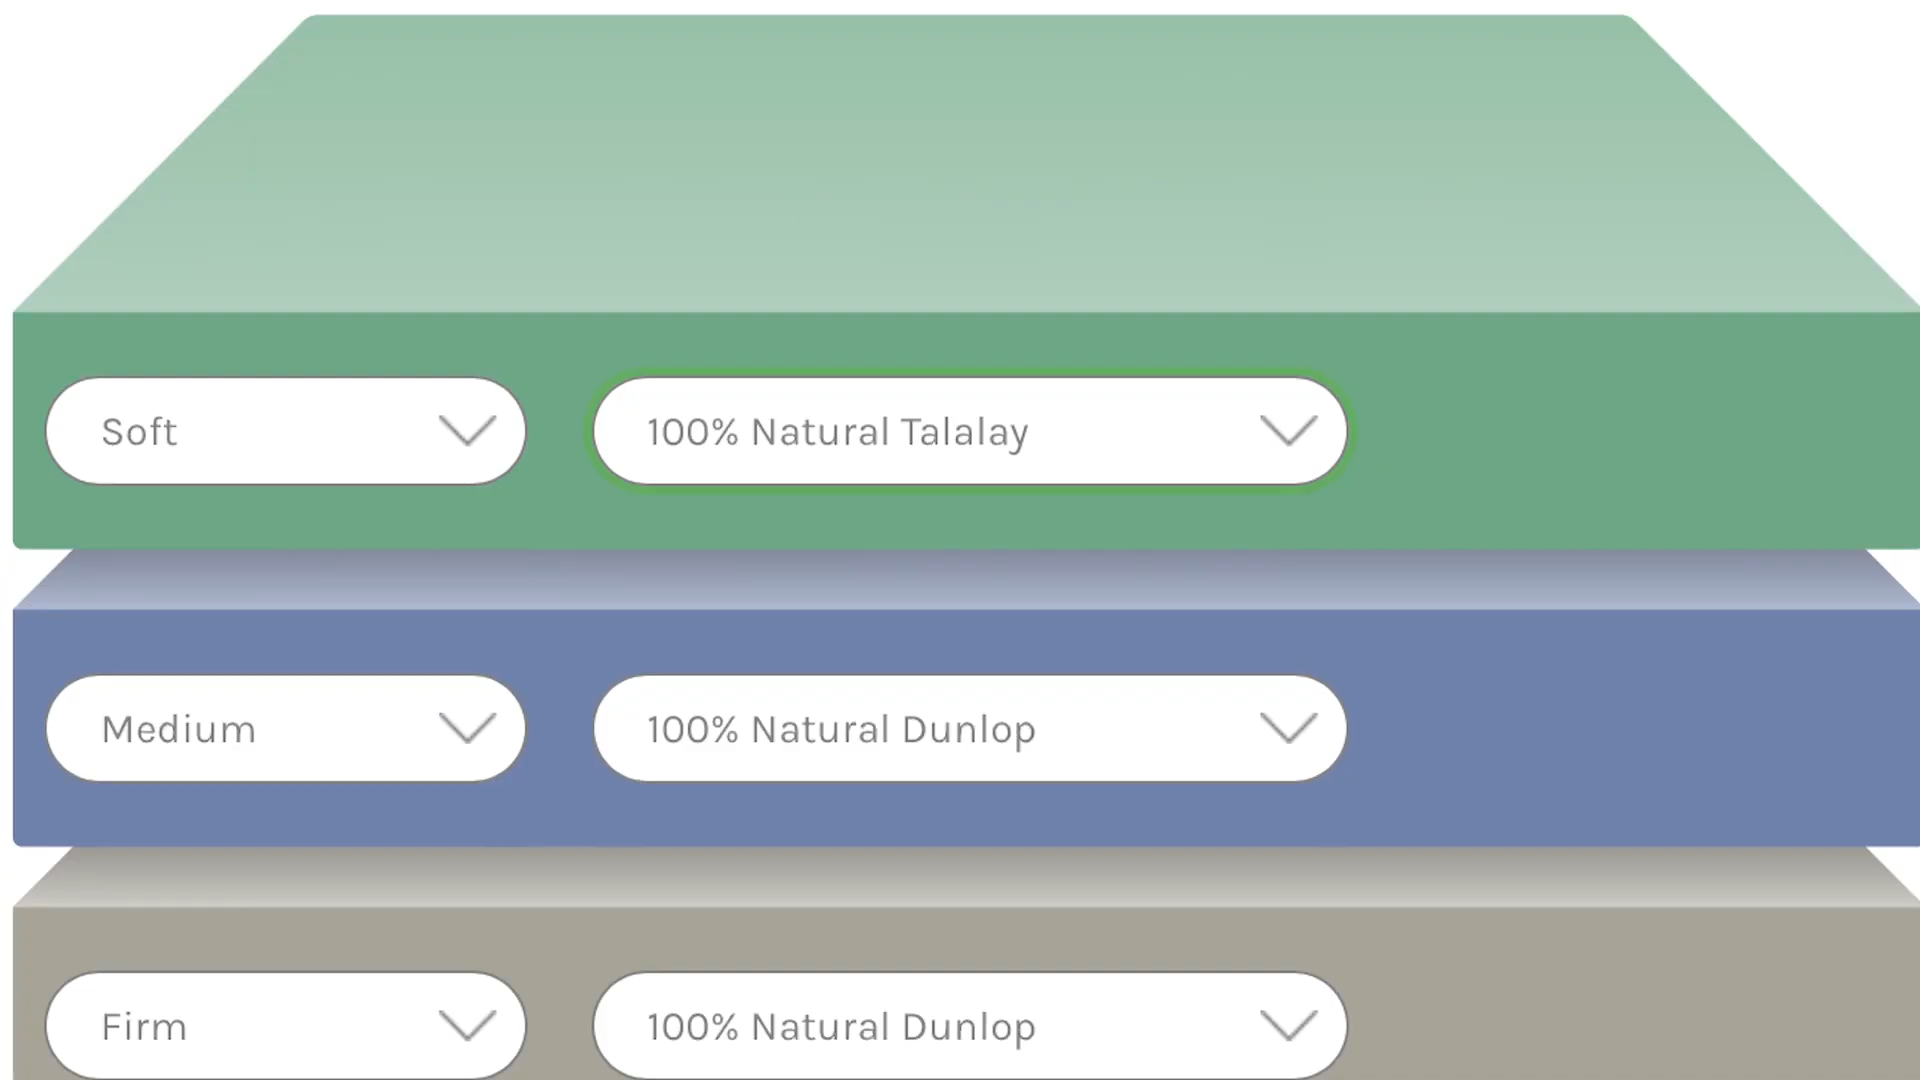 Soft
100% Natural Talalay
Medium
100% Natural Dunlop
Firm
100% Natural Dunlop